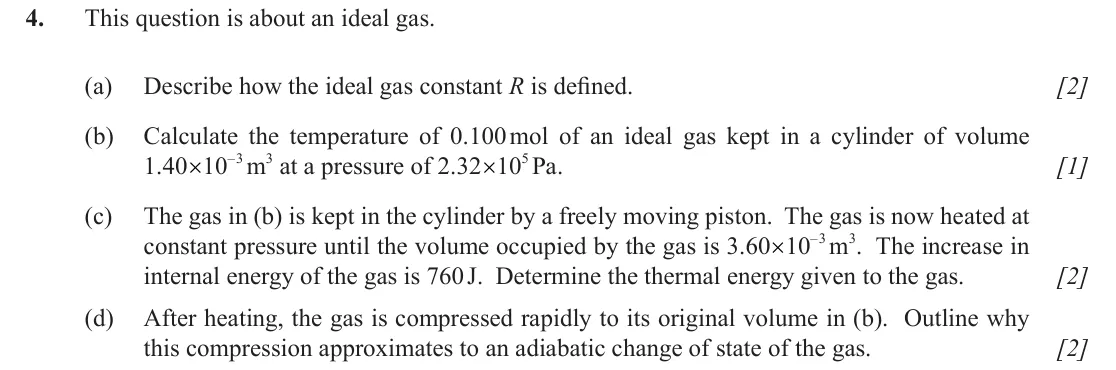 4. This question is about an ideal gas.
(a) Describe how the ideal gas constant R is defined. [2]
(b) Calculate the temperature of 0.100 mol of an ideal gas kept in a cylinder of volume
1.40×10⁻³ m³ at a pressure of 2.32×10⁵ Pa. [1]
(c) The gas in (b) is kept in the cylinder by a freely moving piston. The gas is now heated at
constant pressure until the volume occupied by the gas is 3.60×10⁻³ m³. The increase in
internal energy of the gas is 760 J. Determine the thermal energy given to the gas. [2]
(d) After heating, the gas is compressed rapidly to its original volume in (b). Outline why
this compression approximates to an adiabatic change of state of the gas. [2]